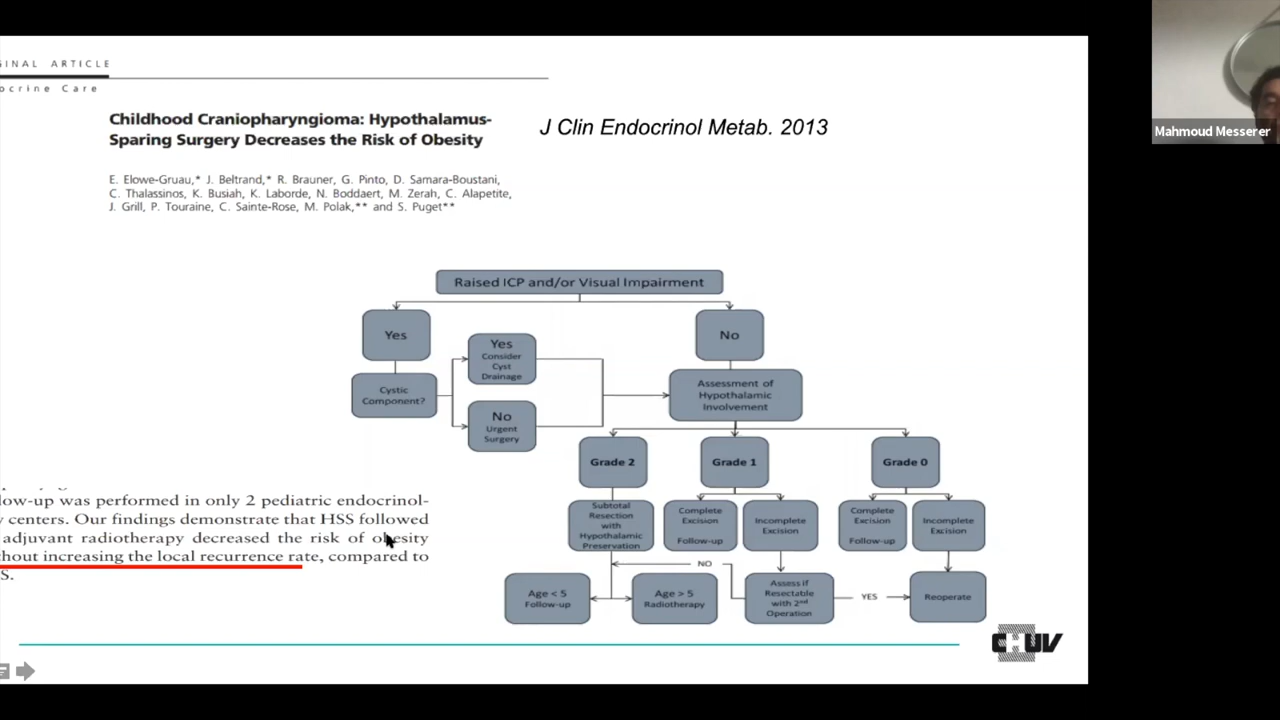 GINAL ARTICLE
ocrine Care
Childhood Craniopharyngioma: Hypothalamus-
Sparing Surgery Decreases the Risk of Obesity
J Clin Endocrinol Metab. 2013
E. Elowe-Gruau,* J. Beltrand,* R. Brauner, G. Pinto, D. Samara-Boustani,
C. Thalassinos, K. Busiah, K. Laborde, N. Boddaert, M. Zerah, C. Alapetite,
J. Grill, P. Touraine, C. Sainte-Rose, M. Polak,** and S. Puget**
Mahmoud Messerer
Raised ICP and/or Visual Impairment
Yes
No
Cystic
Component?
Yes
Consider
Cyst
Drainage
No
Urgent
Surgery
Assessment of
Hypothalamic
Involvement
Grade 2
Grade 1
Grade 0
Subtotal
Resection
with
Hypothalamic
Preservation
Complete
Excision
Follow-up
Incomplete
Excision
Complete
Excision
Follow-up
Incomplete
Excision
NO
Age < 5
Follow-up
Age > 5
Radiotherapy
Assess if
Resectable
with 2nd
Operation
YES
Reoperate
low-up was performed in only 2 pediatric endocrinol-
y centers. Our findings demonstrate that HSS followed
adjuvant radiotherapy decreased the risk of obesity
thout increasing the local recurrence rate, compared to
S.
CHUV